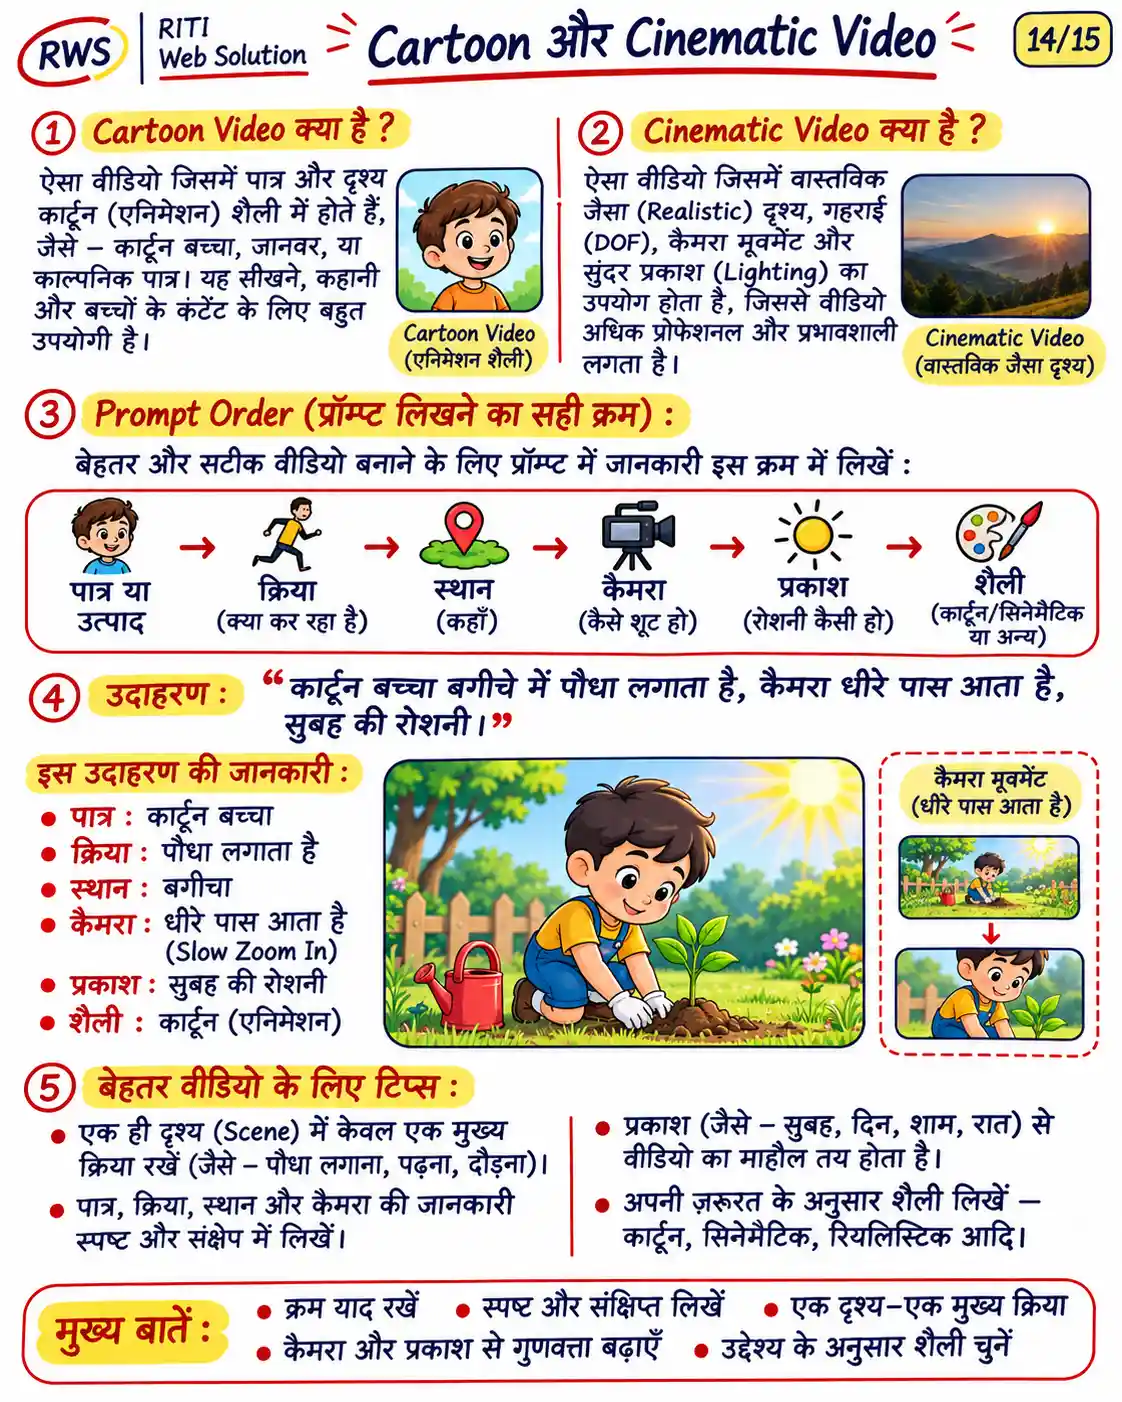 RWS
RITI
Web Solution
Cartoon और Cinematic Video
14/15
1 Cartoon Video क्या है ?
ऐसा वीडियो जिसमें पात्र और दृश्य
कार्टून (एनिमेशन) शैली में होते हैं,
जैसे – कार्टून बच्चा, जानवर, या
काल्पनिक पात्र। यह सीखने, कहानी
और बच्चों के कंटेंट के लिए बहुत
उपयोगी है।
Cartoon Video
(एनिमेशन शैली)
2 Cinematic Video क्या है ?
ऐसा वीडियो जिसमें वास्तविक
जैसा (Realistic) दृश्य, गहराई
(DOF), कैमरा मूवमेंट और
सुंदर प्रकाश (Lighting) का
उपयोग होता है, जिससे वीडियो
अधिक प्रोफेशनल और प्रभावशाली
लगता है।
Cinematic Video
(वास्तविक जैसा दृश्य)
3 Prompt Order (प्रॉम्प्ट लिखने का सही क्रम) :
बेहतर और सटीक वीडियो बनाने के लिए प्रॉम्प्ट में जानकारी इस क्रम में लिखें :
पात्र या
उत्पाद
→
क्रिया
(क्या कर रहा है)
→
स्थान
(कहाँ)
→
कैमरा
(कैसे शूट हो)
→
प्रकाश
(रोशनी कैसी हो)
→
शैली
(कार्टून/सिनेमैटिक
या अन्य)
4 उदाहरण : “कार्टून बच्चा बगीचे में पौधा लगाता है, कैमरा धीरे पास आता है,
सुबह की रोशनी।”
इस उदाहरण की जानकारी :
• पात्र : कार्टून बच्चा
• क्रिया : पौधा लगाता है
• स्थान : बगीचा
• कैमरा : धीरे पास आता है
(Slow Zoom In)
• प्रकाश : सुबह की रोशनी
• शैली : कार्टून (एनिमेशन)
कैमरा मूवमेंट
(धीरे पास आता है)
5 बेहतर वीडियो के लिए टिप्स :
• एक ही दृश्य (Scene) में केवल एक मुख्य
क्रिया रखें (जैसे – पौधा लगाना, पढ़ना, दौड़ना)।
• पात्र, क्रिया, स्थान और कैमरा की जानकारी
स्पष्ट और संक्षेप में लिखें।
• प्रकाश (जैसे – सुबह, दिन, शाम, रात) से
वीडियो का माहौल तय होता है।
• अपनी ज़रूरत के अनुसार शैली लिखें –
कार्टून, सिनेमैटिक, रियलिस्टिक आदि।
मुख्य बातें :
• क्रम याद रखें • स्पष्ट और संक्षिप्त लिखें • एक दृश्य–एक मुख्य क्रिया
• कैमरा और प्रकाश से गुणवत्ता बढ़ाएँ • उद्देश्य के अनुसार शैली चुनें